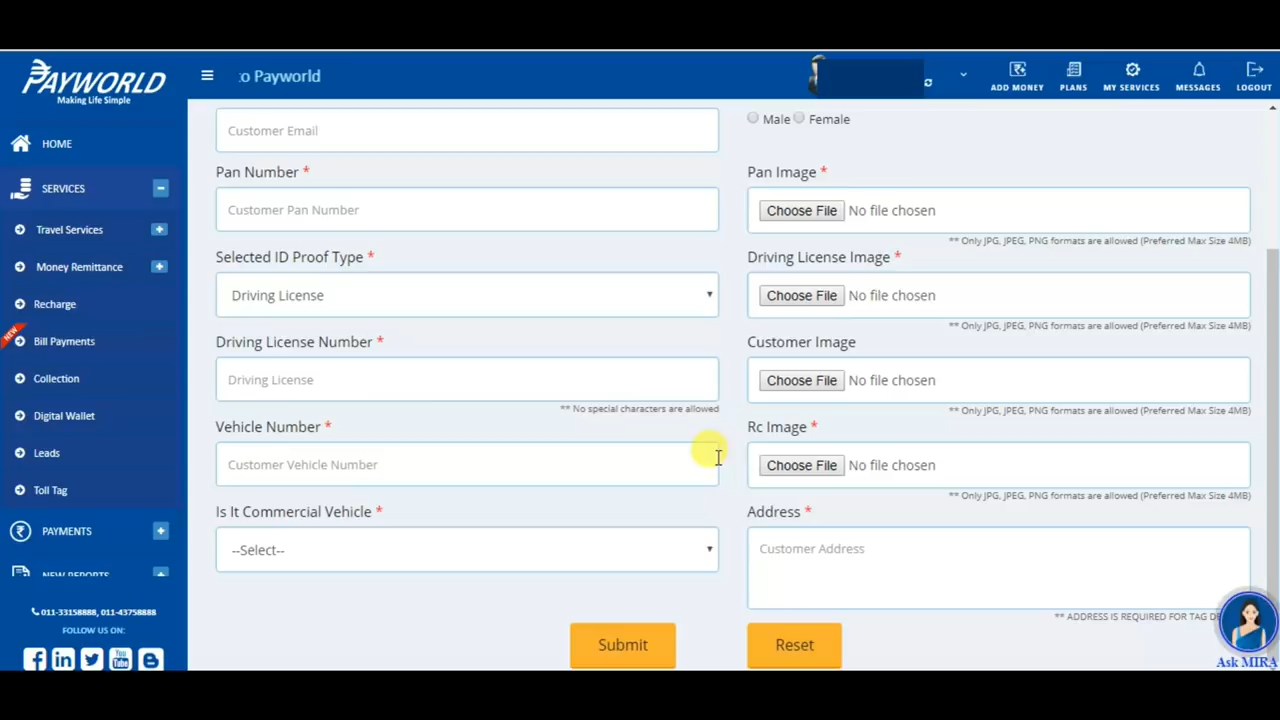 PAYWORLD
Making Life Simple
o Payworld
ADD MONEY
PLANS
MY SERVICES
MESSAGES
LOGOUT
HOME
SERVICES
Travel Services
Money Remittance
Recharge
NEW
Bill Payments
Collection
Digital Wallet
Leads
Toll Tag
PAYMENTS
NEW REPORTS
011-33158888, 011-43758888
FOLLOW US ON:
You Tube
Customer Email
Male Female
Pan Number *
Pan Image *
Customer Pan Number
Choose File No file chosen
** Only JPG, JPEG, PNG formats are allowed (Preferred Max Size 4MB)
Selected ID Proof Type *
Driving License Image *
Driving License
Choose File No file chosen
** Only JPG, JPEG, PNG formats are allowed (Preferred Max Size 4MB)
Driving License Number *
Customer Image
Driving License
Choose File No file chosen
** No special characters are allowed
** Only JPG, JPEG, PNG formats are allowed (Preferred Max Size 4MB)
Vehicle Number *
Rc Image *
Customer Vehicle Number
Choose File No file chosen
** Only JPG, JPEG, PNG formats are allowed (Preferred Max Size 4MB)
Is It Commercial Vehicle *
Address *
--Select--
Customer Address
** ADDRESS IS REQUIRED FOR TAG DE
Submit
Reset
Ask MIRA